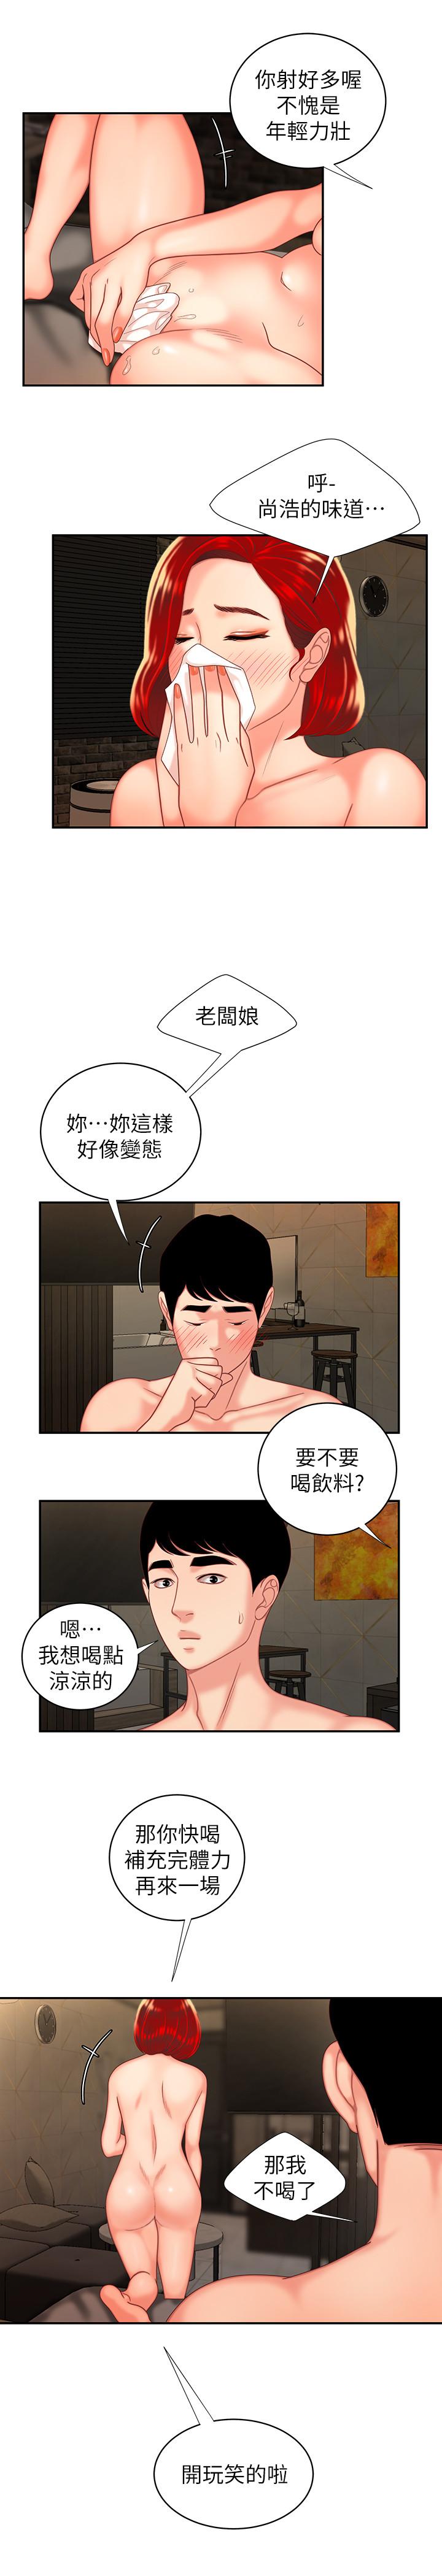 你射好多喔
不愧是
年輕力壯
呼-
尚浩的味道⋯
老闆娘
妳⋯妳這樣
好像變態
要不要
喝飲料?
嗯⋯
我想喝點
涼涼的
那你快喝
補充完體力
再來一場
那我
不喝了
開玩笑的啦